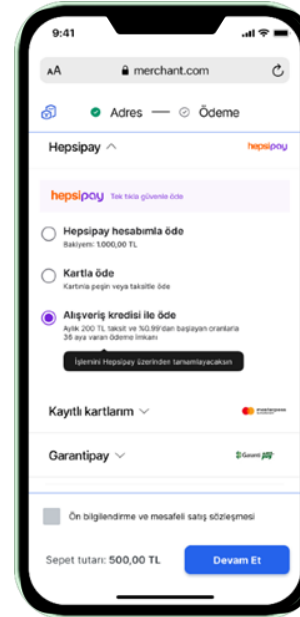 9:41
AA merchant.com
Adres Ödeme
Hepsipay hepsipay
hepsipay Tek tıkla güvenle öde
Hepsipay hesabımla öde
Bakiyem: 1.000,00 TL
Kartla öde
Kartınla peşin veya taksitle öde
Alışveriş kredisi ile öde
Aylık 200 TL taksit ve %0.99'dan başlayan oranlarla
36 aya varan ödeme imkanı
İşlemini Hepsipay üzerinden tamamlayacaksın
Kayıtlı kartlarım masterpass
Garantipay Garanti pay
Ön bilgilendirme ve mesafeli satış sözleşmesi
Sepet tutarı: 500,00 TL Devam Et